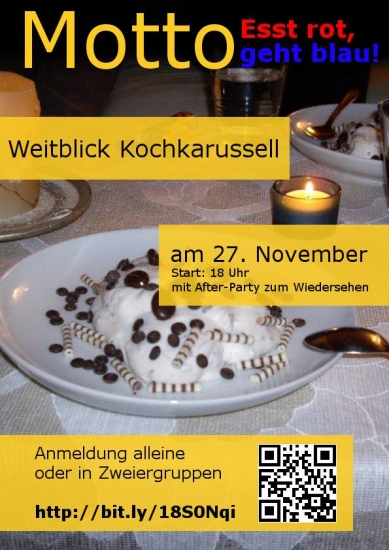 Motto
Esst rot,
geht blau!
Weitblick Kochkarussell
am 27. November
Start: 18 Uhr
mit After-Party zum Wiedersehen
Anmeldung alleine
oder in Zweiergruppen
http://bit.ly/18S0Nqi